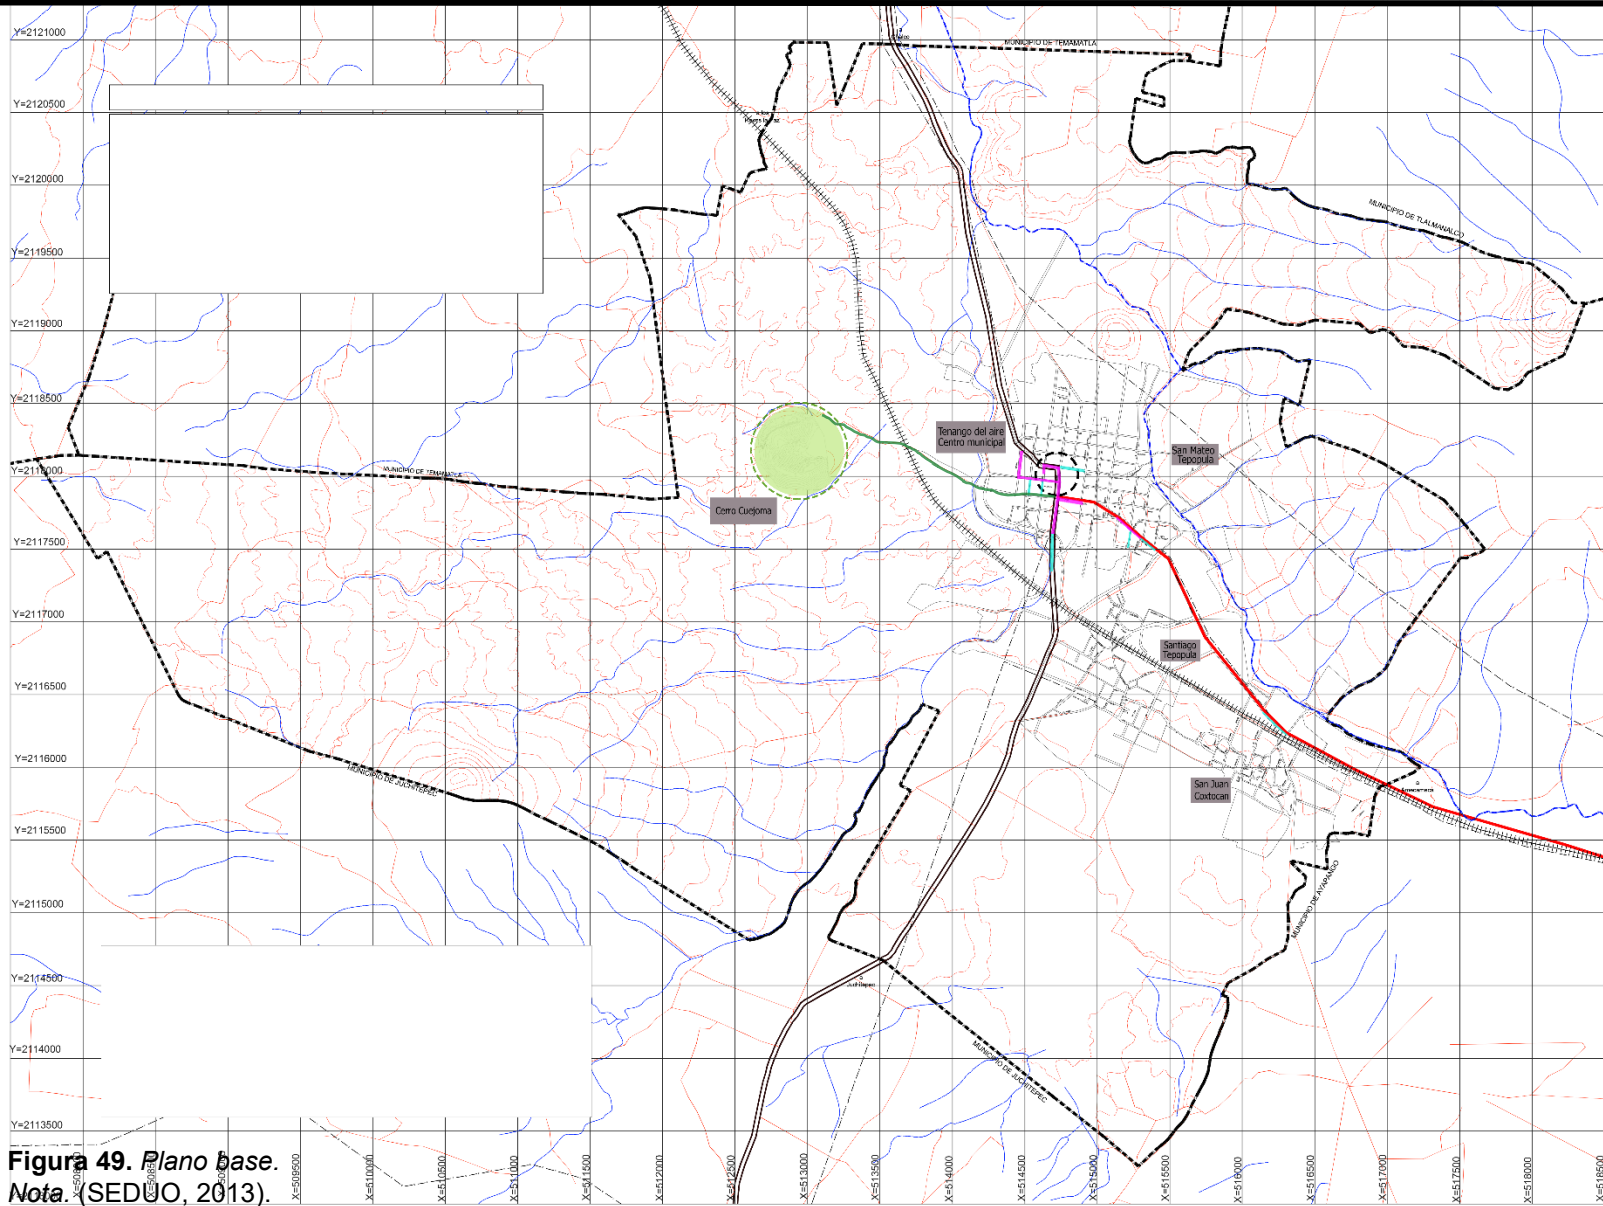 Y=2121000
MUNICIPIO DE TEMAMATLA
Y=2120500
Y=2120000
MUNICIPIO DE TLALMANALCO
Y=2119500
Y=2119000
Y=2118500
Tenango del aire
Centro municipal
San Mateo
Tepopula
Y=2118000
MUNICIPIO DE TEMAMATLA
Cerro Cuejoma
Y=2117500
Y=2117000
Santiago
Tepopula
Y=2116500
Y=2116000
MUNICIPIO DE JUCHITEPEC
San Juan
Coxtocan
Amecameca
Y=2115500
MUNICIPIO DE AYAPANGO
Y=2115000
Y=2114500
Juchitepec
Y=2114000
MUNICIPIO DE JUCHITEPEC
Y=2113500
X=509500
X=510000
X=510500
X=511000
X=511500
X=512000
X=512500
X=513000
X=513500
X=514000
X=514500
X=515000
X=515500
X=516000
X=516500
X=517000
X=517500
X=518000
X=518500
Figura 49. Plano base.
Nota. (SEDUO, 2013).